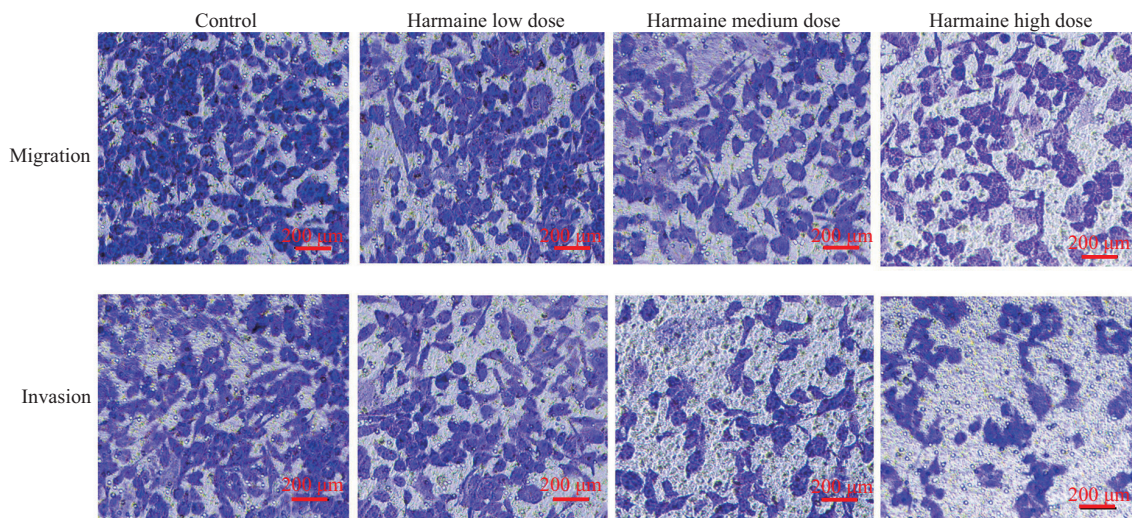 Control
Harmaine low dose
Harmaine medium dose
Harmaine high dose
Migration
200 μm
200 μm
200 μm
200 μm
Invasion
200 μm
200 μm
200 μm
200 μm